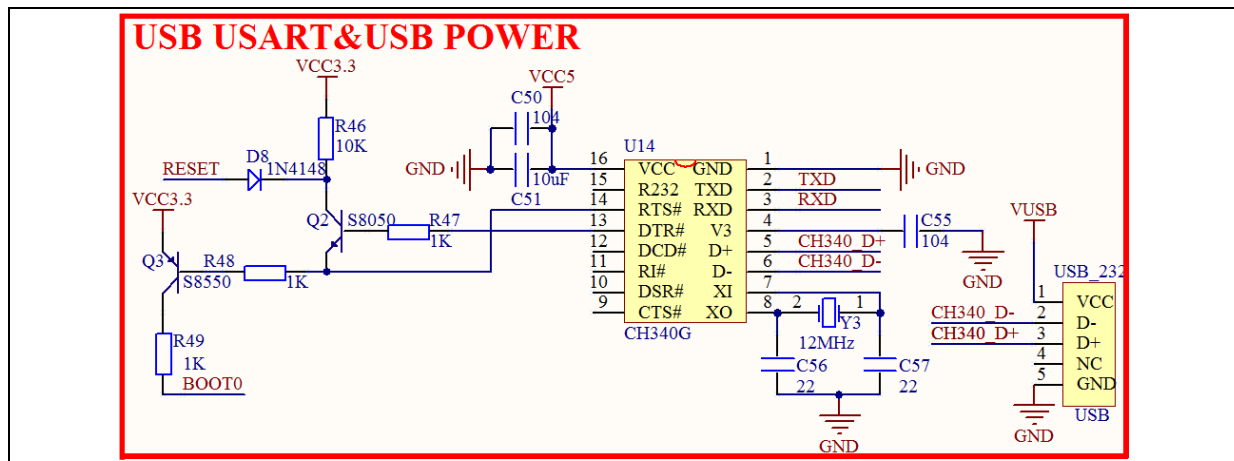 USB USART&USB POWER
VCC3.3
R46
10K
D8
1N4148
RESET
VCC3.3
Q2
S8050
R47
1K
Q3
S8550
R48
1K
R49
1K
BOOT0
VCC5
C50
104
GND
10uF
C51
U14
16 VCC GND 1
15 R232 TXD 2
14 RTS# RXD 3
13 DTR# V3 4
12 DCD# D+ 5
11 RI# D- 6
10 DSR# XI 7
9 CTS# XO 8
CH340G
GND
TXD
RXD
C55
104
GND
CH340_D+
CH340_D-
2 1
Y3
12MHz
C56
22
C57
22
GND
VUSB
USB_232
1 VCC
CH340_D- 2 D-
CH340_D+ 3 D+
4 NC
5 GND
USB
GND